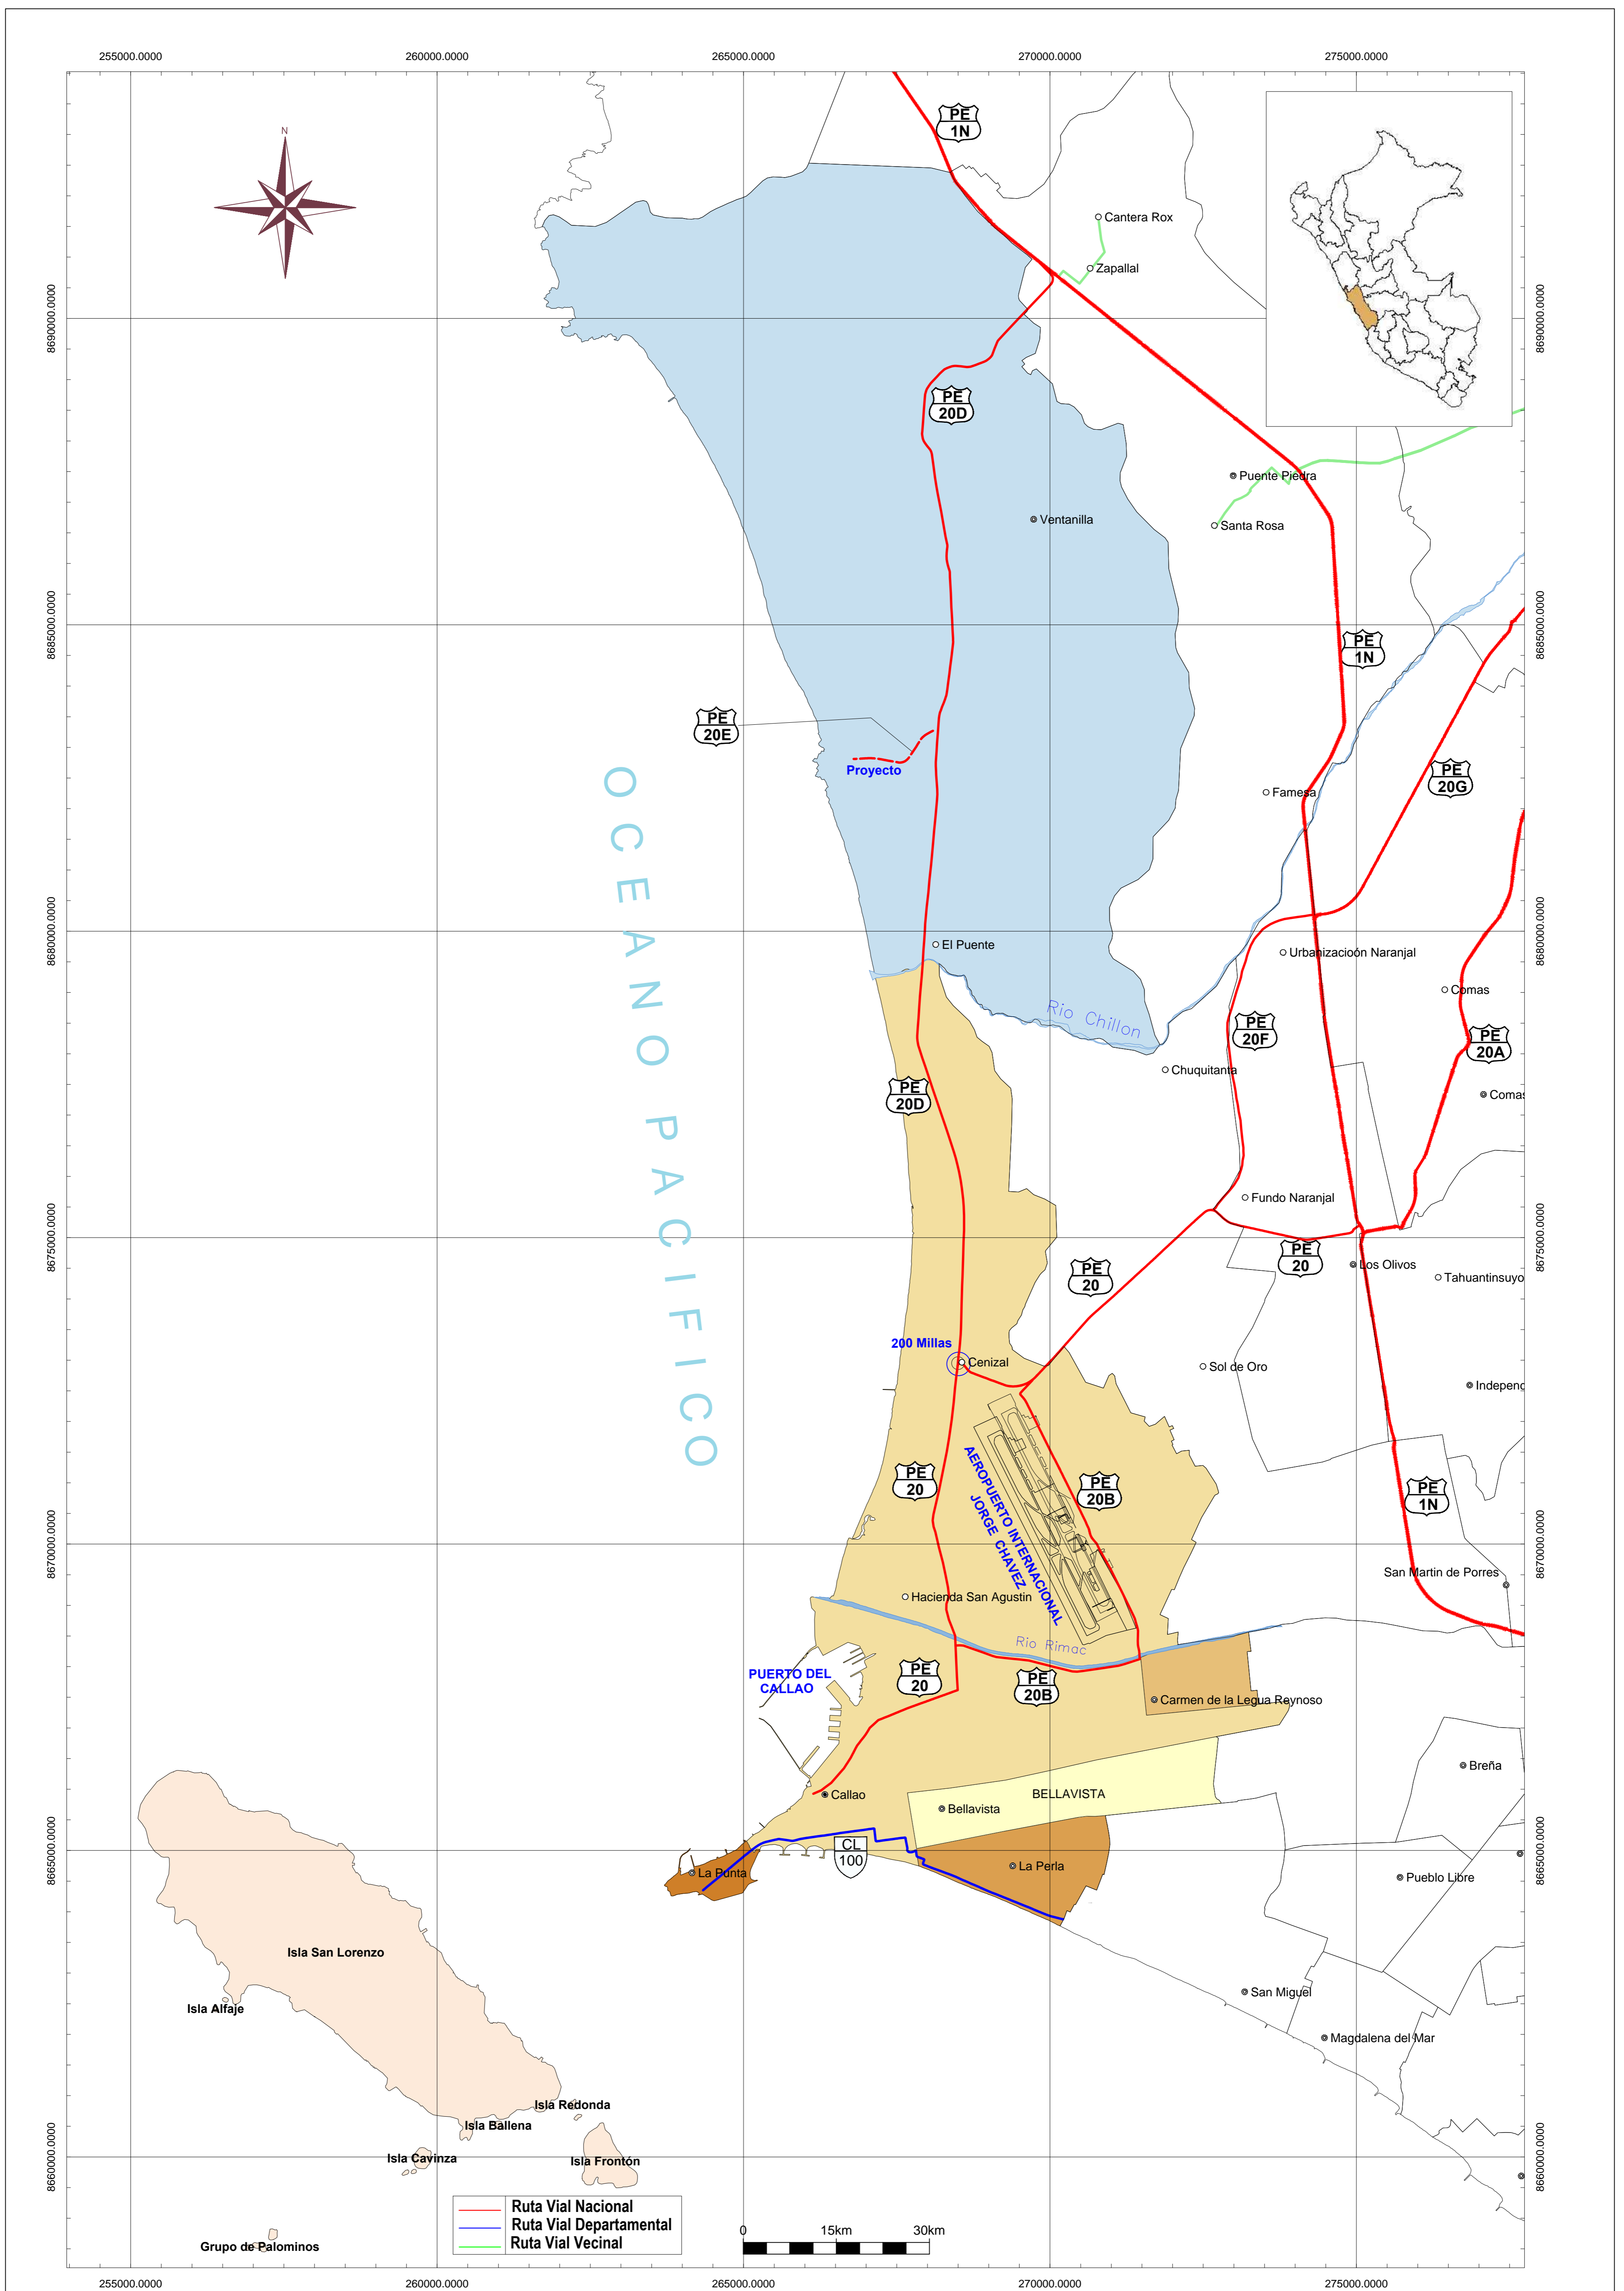 255000.0000
260000.0000
265000.0000
270000.0000
275000.0000
N
PE
1N
Cantera Rox
Zapallal
8690000.0000
8690000.0000
PE
20D
Puente Piedra
Ventanilla
Santa Rosa
8685000.0000
8685000.0000
PE
1N
PE
20E
Proyecto
OCEANO PACIFICO
PE
20G
Famesa
8680000.0000
8680000.0000
El Puente
Urbanizacioón Naranjal
Comas
Rio Chillon
PE
20F
PE
20A
Chuquitanta
PE
20D
Comas
Fundo Naranjal
8675000.0000
8675000.0000
PE
20
PE
20
Los Olivos
Tahuantinsuyo
200 Millas
Cenizal
Sol de Oro
Independ
PE
20
AEROPUERTO INTERNACIONAL
JORGE CHAVEZ
PE
20B
PE
1N
8670000.0000
8670000.0000
San Martin de Porres
Hacienda San Agustin
Rio Rimac
PUERTO DEL
CALLAO
PE
20
PE
20B
Carmen de la Legua Reynoso
Breña
Callao
BELLAVISTA
Bellavista
8665000.0000
8665000.0000
CL
100
La Punta
La Perla
Pueblo Libre
Isla San Lorenzo
San Miguel
Isla Alfaje
Magdalena del Mar
Isla Redonda
Isla Ballena
8660000.0000
8660000.0000
Isla Cavinza
Isla Frontón
Grupo de Palominos
Ruta Vial Nacional
Ruta Vial Departamental
Ruta Vial Vecinal
0 15km 30km
255000.0000
260000.0000
265000.0000
270000.0000
275000.0000